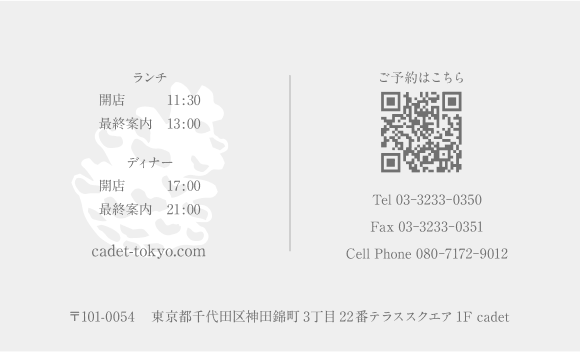 ランチ
開店 11:30
最終案内 13:00
ディナー
開店 17:00
最終案内 21:00
cadet-tokyo.com
ご予約はこちら
Tel 03-3233-0350
Fax 03-3233-0351
Cell Phone 080-7172-9012
〒101-0054 東京都千代田区神田錦町3丁目22番テラススクエア1F cadet